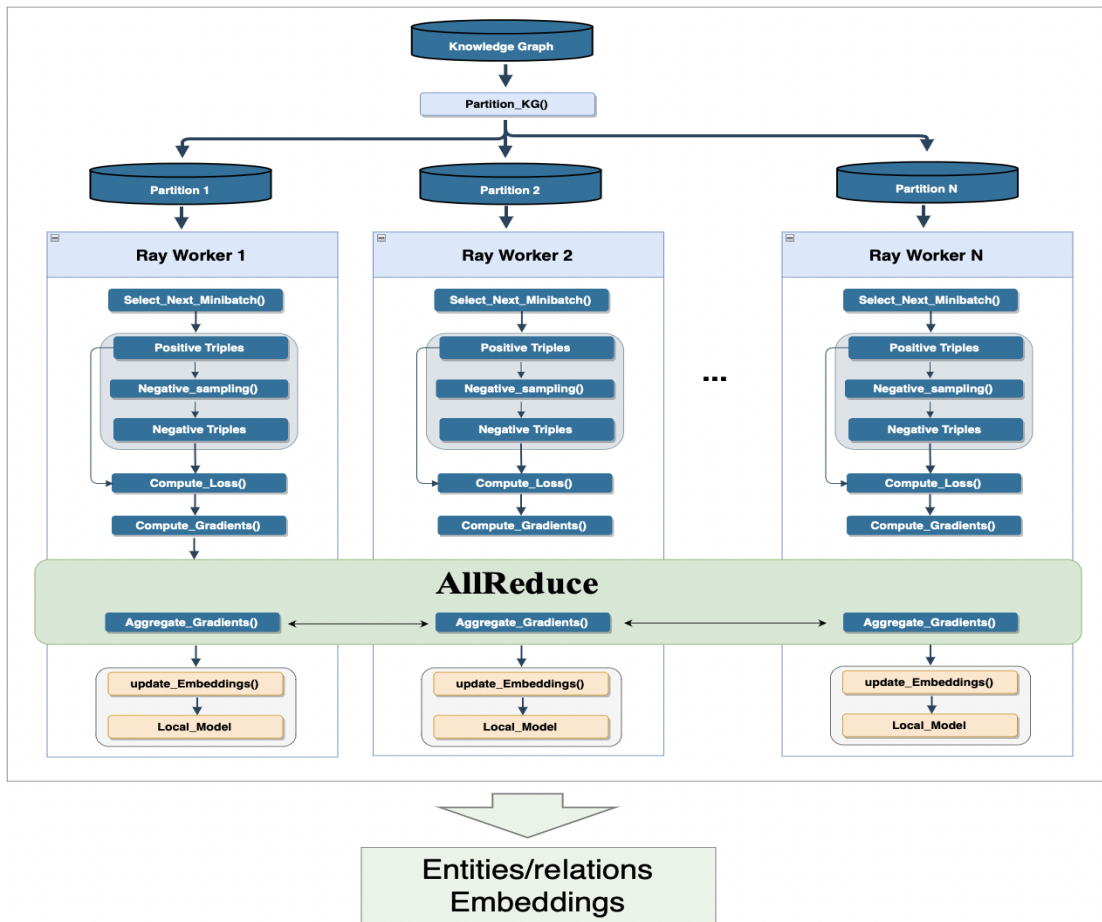 Knowledge Graph
Partition_KG()
Partition 1
Partition 2
Partition N
Ray Worker 1
Select_Next_Minibatch()
Positive Triples
Negative_sampling()
Negative Triples
Compute_Loss()
Compute_Gradients()
Ray Worker 2
Select_Next_Minibatch()
Positive Triples
Negative_sampling()
Negative Triples
Compute_Loss()
Compute_Gradients()
...
Ray Worker N
Select_Next_Minibatch()
Positive Triples
Negative_sampling()
Negative Triples
Compute_Loss()
Compute_Gradients()
AllReduce
Aggregate_Gradients()
Aggregate_Gradients()
Aggregate_Gradients()
update_Embeddings()
Local_Model
update_Embeddings()
Local_Model
update_Embeddings()
Local_Model
Entities/relations
Embeddings